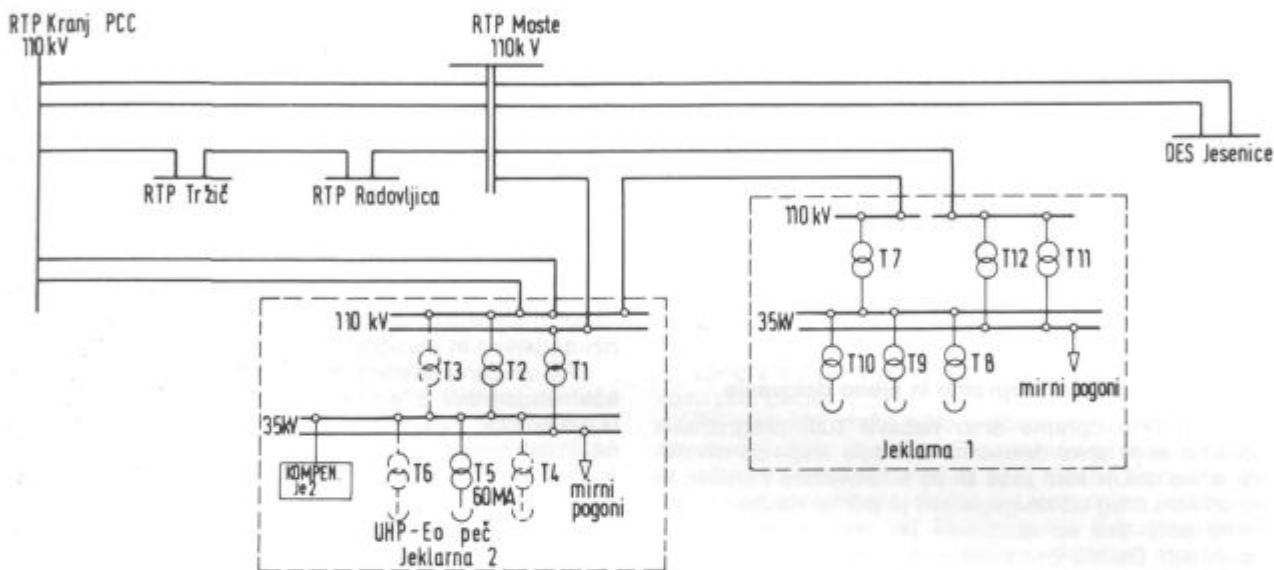 RTP Kranj PCC
110 kV
RTP Moste
110k V
DES Jesenice
RTP Tržič
RTP Radovljica
110 kV
T7
T12
T11
35kV
T10
T9
T8
mirni pogoni
Jeklarna 1
110 kV
T3
T2
T1
35kV
KOMPEN.
Je2
T6
T5
60MA
T4
mirni
pogoni
UHP-Eo peč
Jeklarna 2